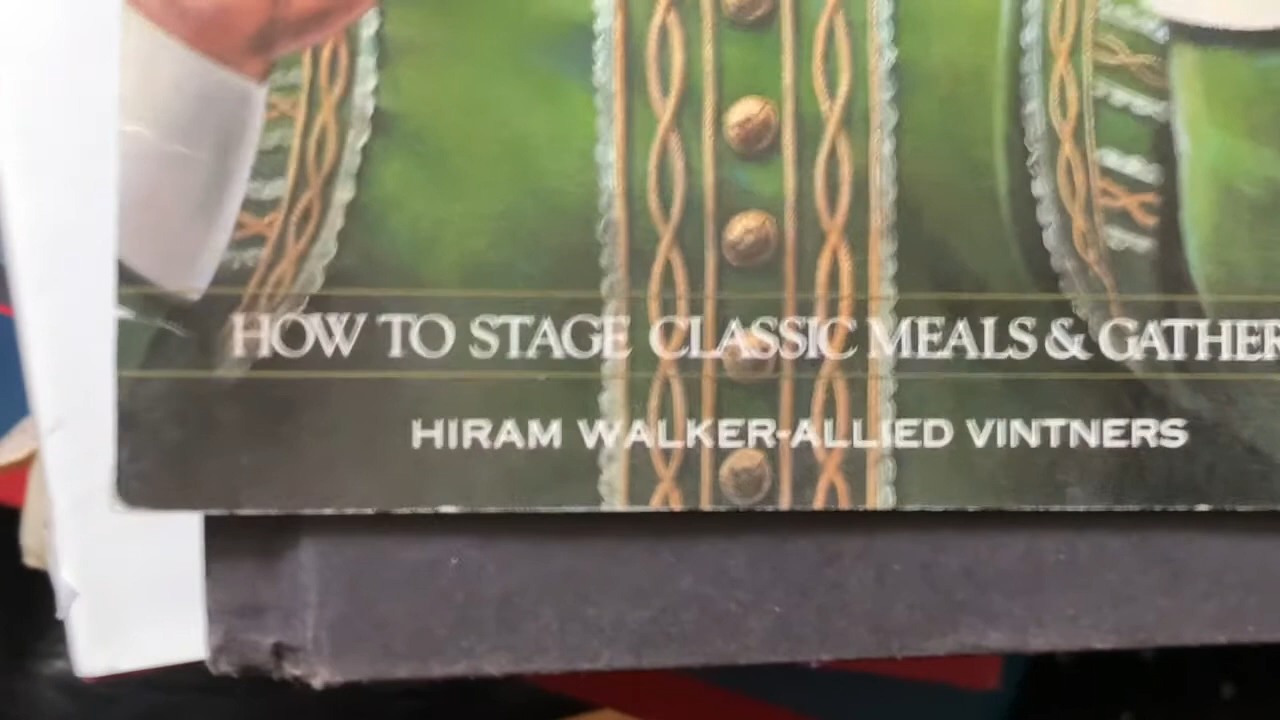 HOW TO STAGE CLASSIC MEALS & GATHER
HIRAM WALKER-ALLIED VINTNERS